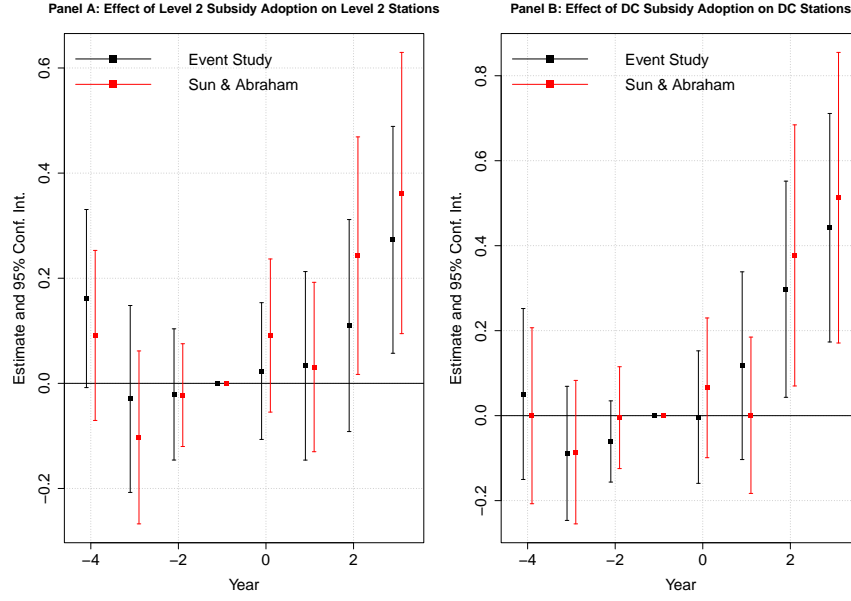 Panel A: Effect of Level 2 Subsidy Adoption on Level 2 Stations
Event Study
Sun & Abraham
Estimate and 95% Conf. Int.
0.6
0.4
0.2
0.0
−0.2
−4
−2
0
2
Year
Panel B: Effect of DC Subsidy Adoption on DC Stations
Event Study
Sun & Abraham
Estimate and 95% Conf. Int.
0.8
0.6
0.4
0.2
0.0
−0.2
−4
−2
0
2
Year